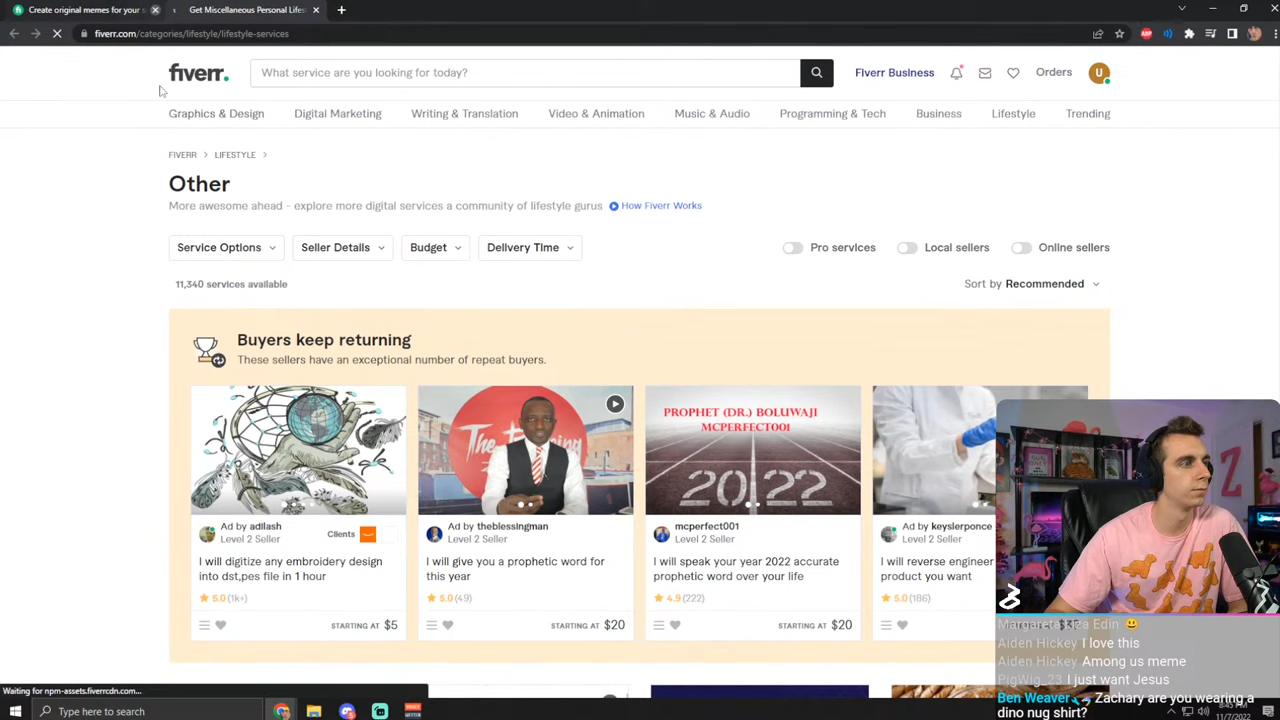 Create original memes for your s
Get Miscellaneous Personal Lifes
fiverr.com/categories/lifestyle/lifestyle-services
fiverr.
What service are you looking for today?
Fiverr Business
Orders
U
Graphics & Design
Digital Marketing
Writing & Translation
Video & Animation
Music & Audio
Programming & Tech
Business
Lifestyle
Trending
FIVERR
LIFESTYLE
Other
More awesome ahead - explore more digital services a community of lifestyle gurus
How Fiverr Works
Service Options
Seller Details
Budget
Delivery Time
Pro services
Local sellers
Online sellers
11,340 services available
Sort by Recommended
Buyers keep returning
These sellers have an exceptional number of repeat buyers.
PROPHET (DR.) BOLUWAJI
MCPERFECT001
2022
Ad by adilash
Level 2 Seller
Clients
I will digitize any embroidery design
into dst,pes file in 1 hour
5.0 (1k+)
STARTING AT $5
Ad by theblessingman
Level 2 Seller
I will give you a prophetic word for
this year
5.0 (49)
STARTING AT $20
mcperfect001
Level 2 Seller
I will speak your year 2022 accurate
prophetic word over your life
4.9 (222)
STARTING AT $20
Ad by keyslerponce
Level 2 Seller
I will reverse engineer
product you want
5.0 (186)
Aiden Hickey I love this
Aiden Hickey Among us meme
PigWig_23 I just want Jesus
Ben Weaver Zachary are you wearing a
dino nug shirt?
Waiting for npm-assets.fiverrcdn.com...
Type here to search
11/7/2022